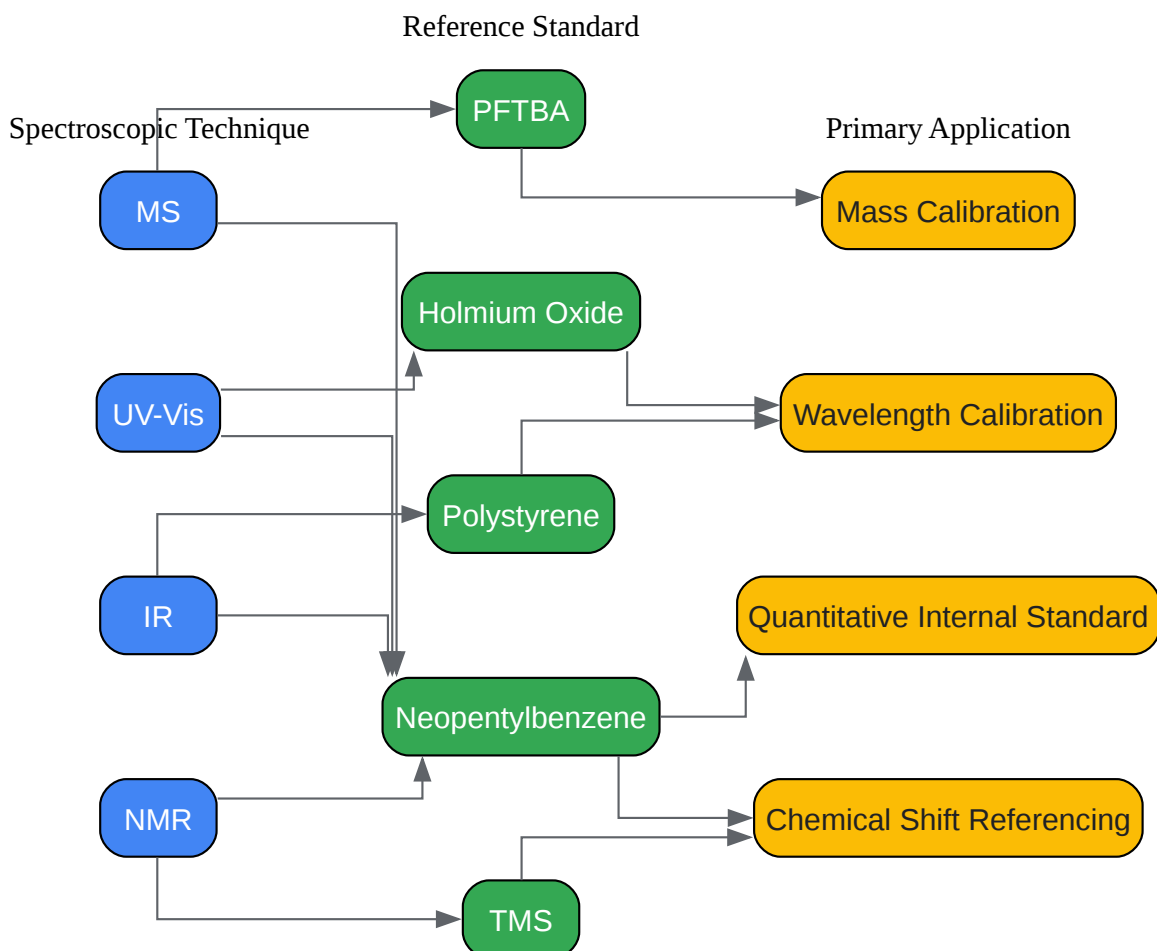 Reference Standard
Spectroscopic Technique
Primary Application
PFTBA
MS
Mass Calibration
Holmium Oxide
UV-Vis
Wavelength Calibration
Polystyrene
IR
Quantitative Internal Standard
Neopentylbenzene
NMR
Chemical Shift Referencing
TMS